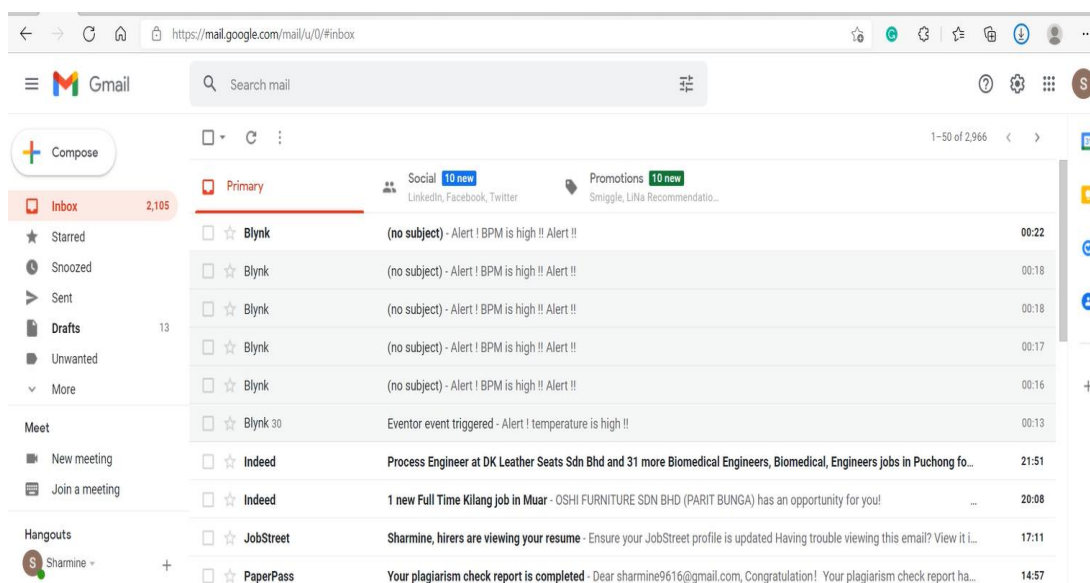 https://mail.google.com/mail/u/0/#inbox
Gmail
Search mail
S
Compose
1–50 of 2,966
Primary
Social 10 new
LinkedIn, Facebook, Twitter
Promotions 10 new
Smiggle, LiNa Recommendatio...
Inbox 2,105
Starred
Snoozed
Sent
Drafts 13
Unwanted
More
Blynk (no subject) - Alert ! BPM is high !! Alert !! 00:22
Blynk (no subject) - Alert ! BPM is high !! Alert !! 00:18
Blynk (no subject) - Alert ! BPM is high !! Alert !! 00:18
Blynk (no subject) - Alert ! BPM is high !! Alert !! 00:17
Blynk (no subject) - Alert ! BPM is high !! Alert !! 00:16
Blynk 30 Eventor event triggered - Alert ! temperature is high !! 00:13
Indeed Process Engineer at DK Leather Seats Sdn Bhd and 31 more Biomedical Engineers, Biomedical, Engineers jobs in Puchong fo... 21:51
Indeed 1 new Full Time Kilang job in Muar - OSHI FURNITURE SDN BHD (PARIT BUNGA) has an opportunity for you! ... 20:08
JobStreet Sharmine, hirers are viewing your resume - Ensure your JobStreet profile is updated Having trouble viewing this email? View it i... 17:11
PaperPass Your plagiarism check report is completed - Dear sharmine9616@gmail.com, Congratulation! Your plagiarism check report ha... 14:57
Meet
New meeting
Join a meeting
Hangouts
S Sharmine